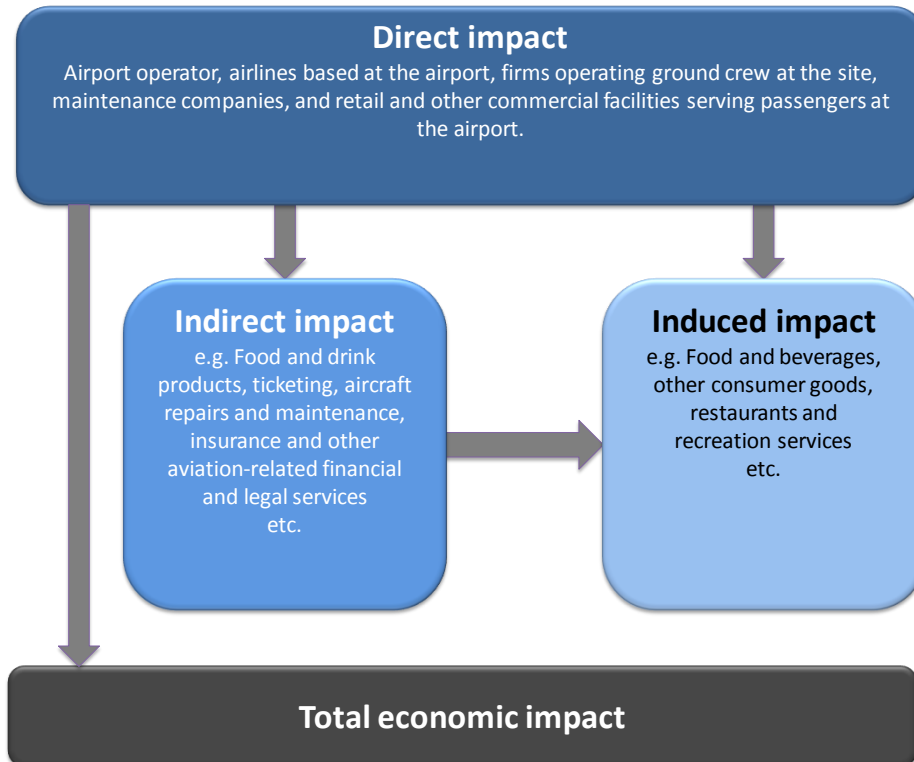 Direct impact
Airport operator, airlines based at the airport, firms operating ground crew at the site,
maintenance companies, and retail and other commercial facilities serving passengers at
the airport.
Indirect impact
e.g. Food and drink
products, ticketing, aircraft
repairs and maintenance,
insurance and other
aviation-related financial
and legal services
etc.
Induced impact
e.g. Food and beverages,
other consumer goods,
restaurants and
recreation services
etc.
Total economic impact